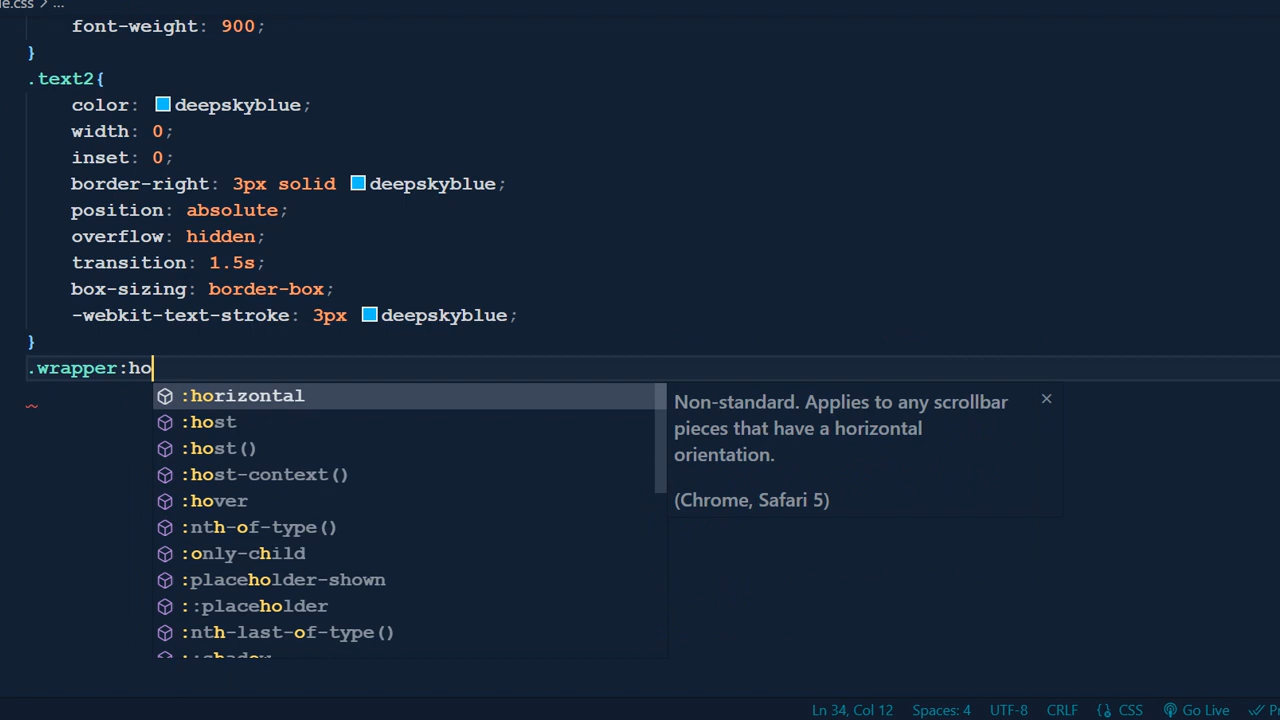 le.css > ...
font-weight: 900;
}
.text2{
color: deepskyblue;
width: 0;
inset: 0;
border-right: 3px solid deepskyblue;
position: absolute;
overflow: hidden;
transition: 1.5s;
box-sizing: border-box;
-webkit-text-stroke: 3px deepskyblue;
}
.wrapper:ho
:horizontal
:host
:host()
:host-context()
:hover
:nth-of-type()
:only-child
:placeholder-shown
::placeholder
:nth-last-of-type()
::shadow
Non-standard. Applies to any scrollbar
pieces that have a horizontal
orientation.
(Chrome, Safari 5)
Ln 34, Col 12 Spaces: 4 UTF-8 CRLF {} CSS Go Live